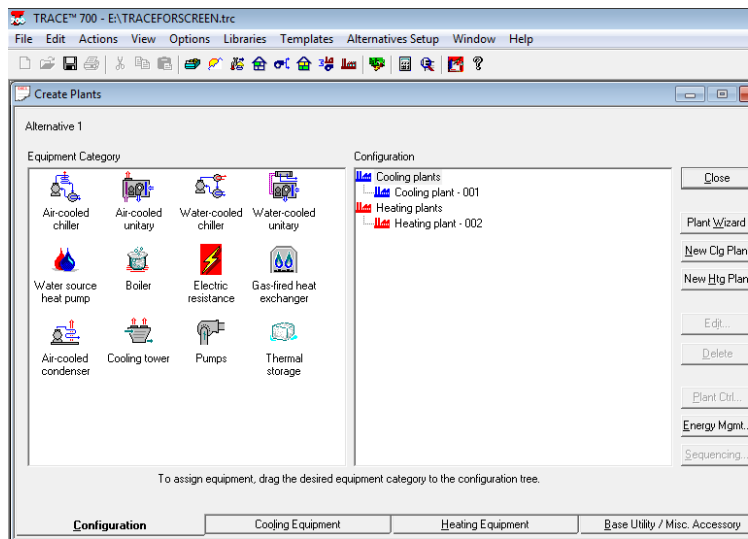 TRACE™ 700 - E:\TRACEFORSCREEN.trc
File Edit Actions View Options Libraries Templates Alternatives Setup Window Help
Create Plants
Alternative 1
Equipment Category
Configuration
Air-cooled chiller
Air-cooled unitary
Water-cooled chiller
Water-cooled unitary
Water source heat pump
Boiler
Electric resistance
Gas-fired heat exchanger
Air-cooled condenser
Cooling tower
Pumps
Thermal storage
Cooling plants
Cooling plant - 001
Heating plants
Heating plant - 002
Close
Plant Wizard
New Clg Plan
New Htg Plan
Edit...
Delete
Plant Ctrl...
Energy Mgmt..
Sequencing...
To assign equipment, drag the desired equipment category to the configuration tree.
Configuration
Cooling Equipment
Heating Equipment
Base Utility / Misc. Accessory